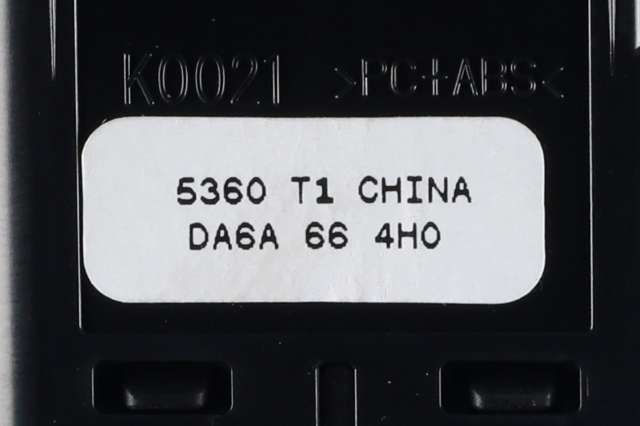 K0021 >PC+ABS<
5360 T1 CHINA
DA6A 66 4H0